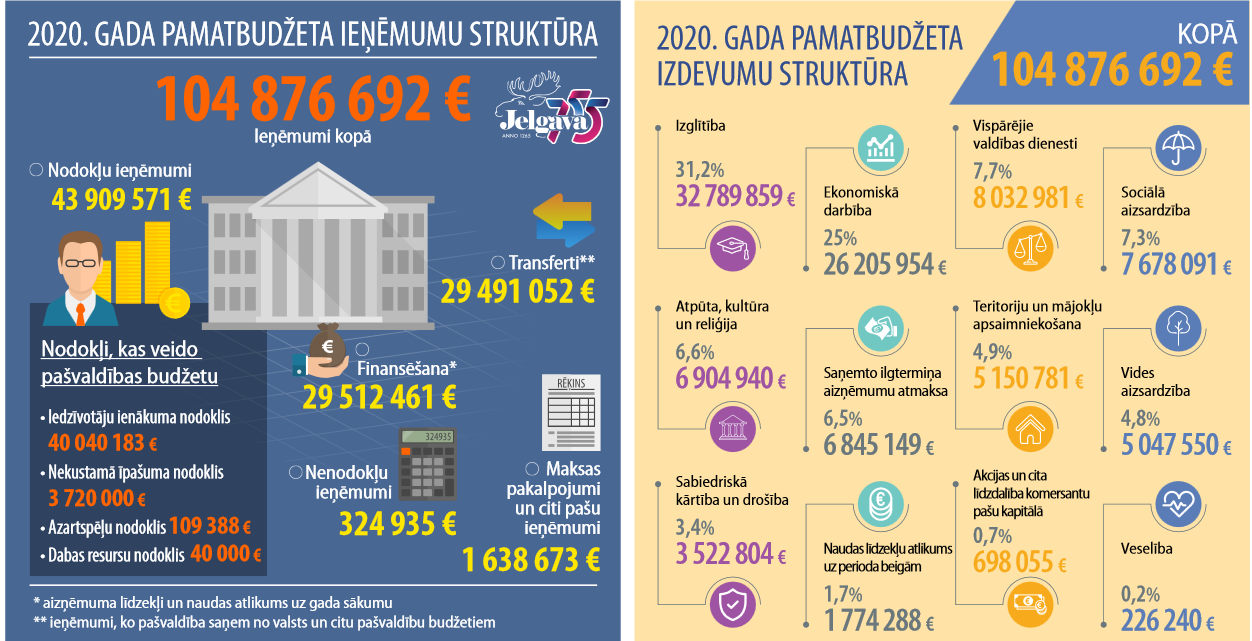 2020. GADA PAMATBUDŽETA IEŅĒMUMU STRUKTŪRA
104 876 692 €
Ieņēmumi kopā
Jelgava 755
ANNO 1265
Nodokļu ieņēmumi
43 909 571 €
Transferti**
29 491 052 €
Nodokļi, kas veido
pašvaldības budžetu
• Iedzīvotāju ienākuma nodoklis
40 040 183 €
• Nekustamā īpašuma nodoklis
3 720 000 €
• Azartspēļu nodoklis 109 388 €
• Dabas resursu nodoklis 40 000 €
€
€
Finansēšana*
29 512 461 €
324935
Nenodokļu
ieņēmumi
324 935 €
RĒĶINS
Maksas
pakalpojumi
un citi pašu
ieņēmumi
1 638 673 €
* aizņēmuma līdzekļi un naudas atlikums uz gada sākumu
** ieņēmumi, ko pašvaldība saņem no valsts un citu pašvaldību budžetiem
2020. GADA PAMATBUDŽETA
IZDEVUMU STRUKTŪRA
KOPĀ
104 876 692 €
Izglītība
31,2%
32 789 859 €
Ekonomiskā
darbība
25%
26 205 954 €
Vispārējie
valdības dienesti
7,7%
8 032 981 €
Sociālā
aizsardzība
7,3%
7 678 091 €
Atpūta, kultūra
un reliģija
6,6%
6 904 940 €
Saņemto ilgtermiņa
aizņēmumu atmaksa
6,5%
6 845 149 €
Teritoriju un mājokļu
apsaimniekošana
4,9%
5 150 781 €
Vides
aizsardzība
4,8%
5 047 550 €
Sabiedriskā
kārtība un drošība
3,4%
3 522 804 €
Naudas līdzekļu atlikums
uz perioda beigām
1,7%
1 774 288 €
Akcijas un cita
līdzdalība komersantu
pašu kapitālā
0,7%
698 055 €
Veselība
0,2%
226 240 €